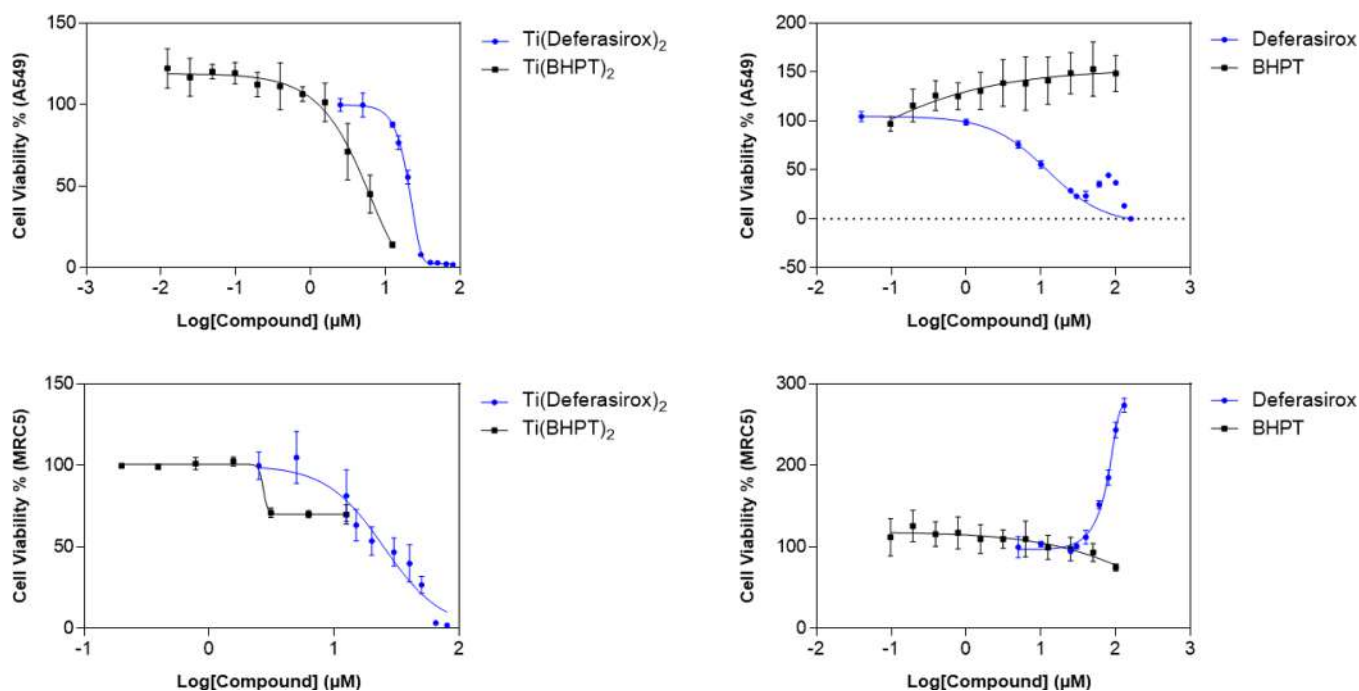 150
100
50
0
-3
-2
-1
0
1
2
Cell Viability % (A549)
Log[Compound] (µM)
Ti(Deferasirox)₂
Ti(BHPT)₂
200
150
100
50
0
-50
-2
-1
0
1
2
3
Cell Viability % (A549)
Log[Compound] (µM)
Deferasirox
BHPT
150
100
50
0
-1
0
1
2
Cell Viability % (MRC5)
Log[Compound] (µM)
Ti(Deferasirox)₂
Ti(BHPT)₂
300
200
100
0
-2
-1
0
1
2
3
Cell Viability % (MRC5)
Log[Compound] (µM)
Deferasirox
BHPT